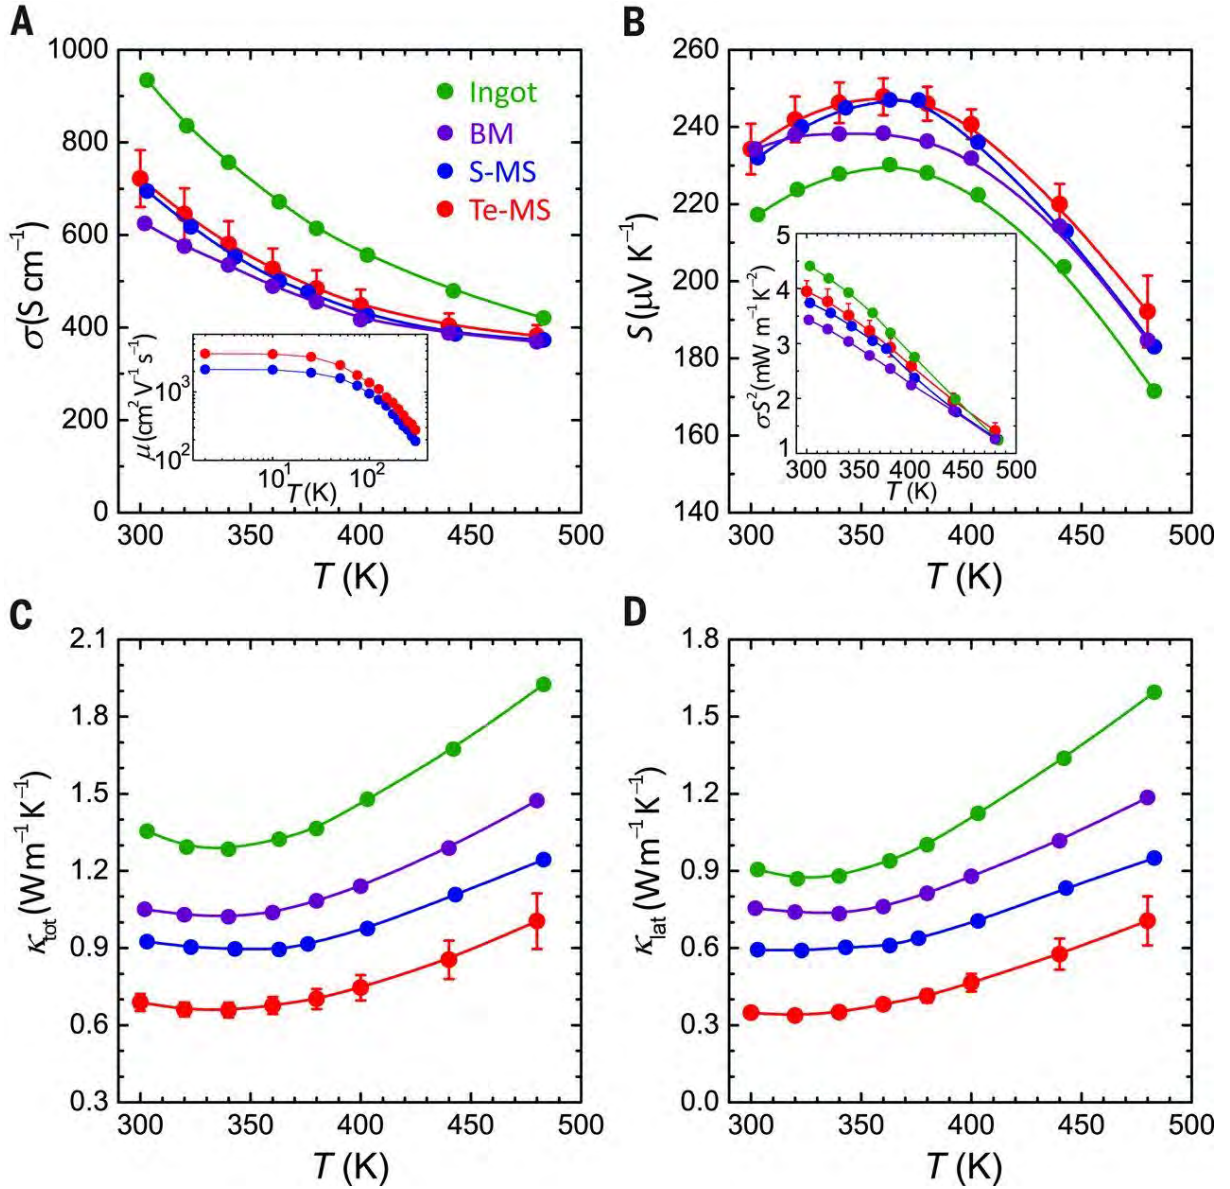 A
σ(S cm⁻¹)
1000
800
600
400
200
0
300 350 400 450 500
T (K)
Ingot
BM
S-MS
Te-MS
μ(cm² V⁻¹ s⁻¹)
10³
10²
10¹ 10²
T(K)
B
S(μV K⁻¹)
260
240
220
200
180
160
140
300 350 400 450 500
T (K)
σS²(mW m⁻¹ K⁻²)
5
4
3
2
1
300 350 400 450 500
T (K)
C
κtot(Wm⁻¹K⁻¹)
2.1
1.8
1.5
1.2
0.9
0.6
0.3
300 350 400 450 500
T (K)
D
κlat(Wm⁻¹K⁻¹)
1.8
1.5
1.2
0.9
0.6
0.3
0.0
300 350 400 450 500
T (K)